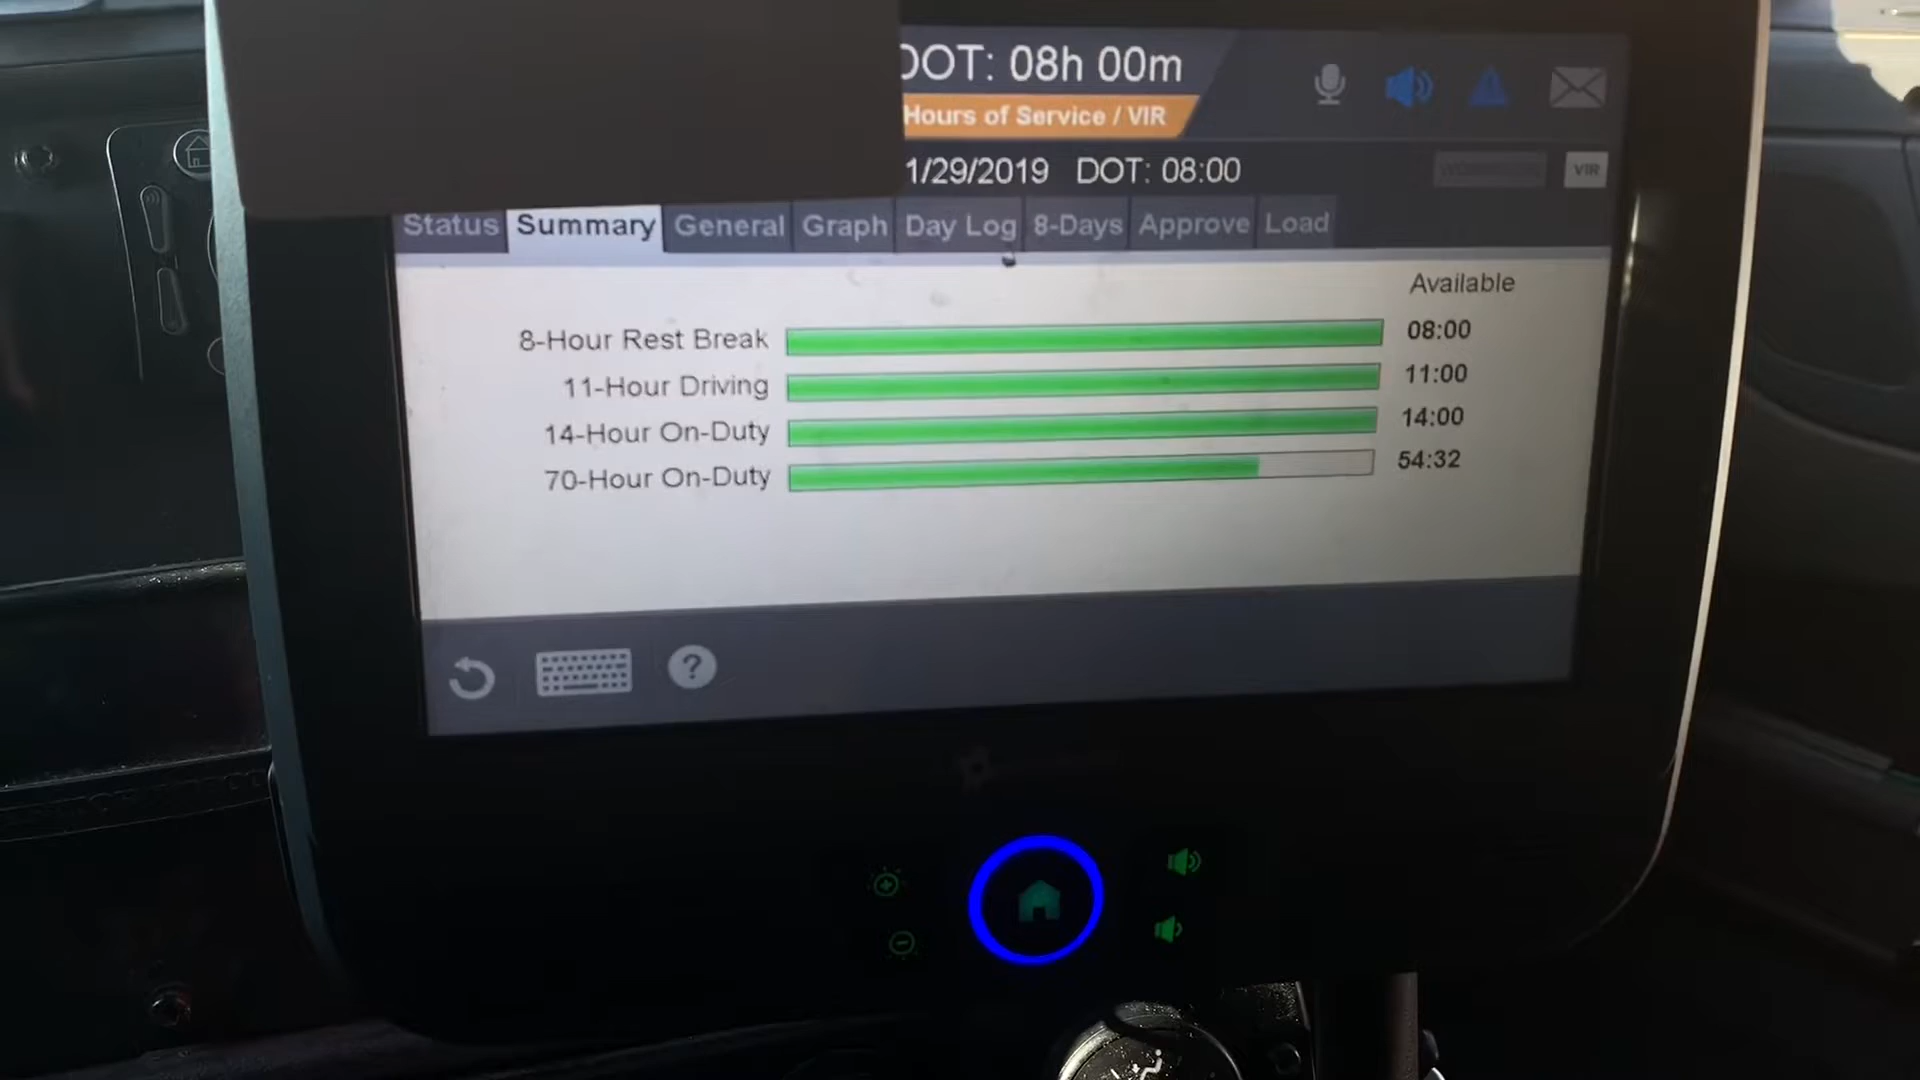 DOT: 08h 00m
Hours of Service / VIR
1/29/2019 DOT: 08:00
VIR
Status Summary General Graph Day Log 8-Days Approve Load
Available
8-Hour Rest Break 08:00
11-Hour Driving 11:00
14-Hour On-Duty 14:00
70-Hour On-Duty 54:32
?